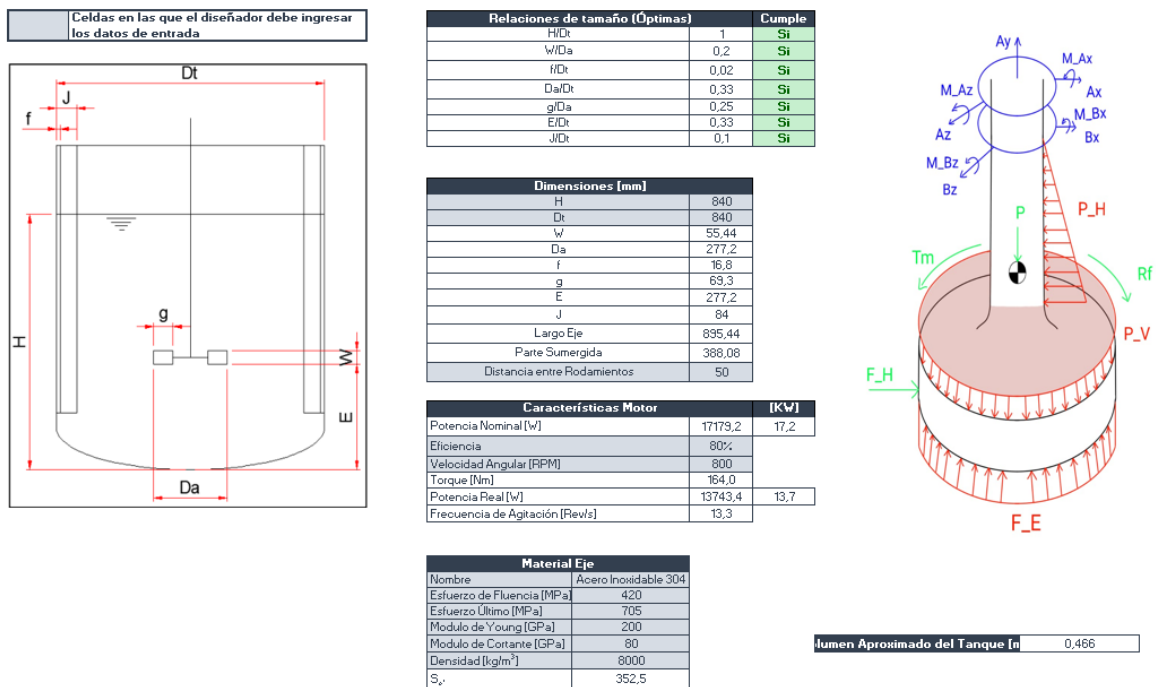 Celdas en las que el diseñador debe ingresar
los datos de entrada
Dt
J
f
g
H
W
E
Da
Relaciones de tamaño (Óptimas) Cumple
H/Dt 1 Si
W/Da 0,2 Si
f/Dt 0,02 Si
Da/Dt 0,33 Si
g/Da 0,25 Si
E/Dt 0,33 Si
J/Dt 0,1 Si
Dimensiones [mm]
H 840
Dt 840
W 55,44
Da 277,2
f 16,8
g 69,3
E 277,2
J 84
Largo Eje 895,44
Parte Sumergida 388,08
Distancia entre Rodamientos 50
Características Motor [KW]
Potencia Nominal [W] 17179,2 17,2
Eficiencia 80%
Velocidad Angular [RPM] 800
Torque [Nm] 164,0
Potencia Real [W] 13743,4 13,7
Frecuencia de Agitación [Rev/s] 13,3
Material Eje
Nombre Acero Inoxidable 304
Esfuerzo de Fluencia [MPa] 420
Esfuerzo Último [MPa] 705
Modulo de Young [GPa] 200
Modulo de Cortante [GPa] 80
Densidad [kg/m³] 8000
Sₑ' 352,5
Ay
M_Ax
Ax
M_Az
Az
M_Bx
Bx
M_Bz
Bz
P
P_H
Tm
Rf
P_V
F_H
F_E
lumen Aproximado del Tanque [n 0,466